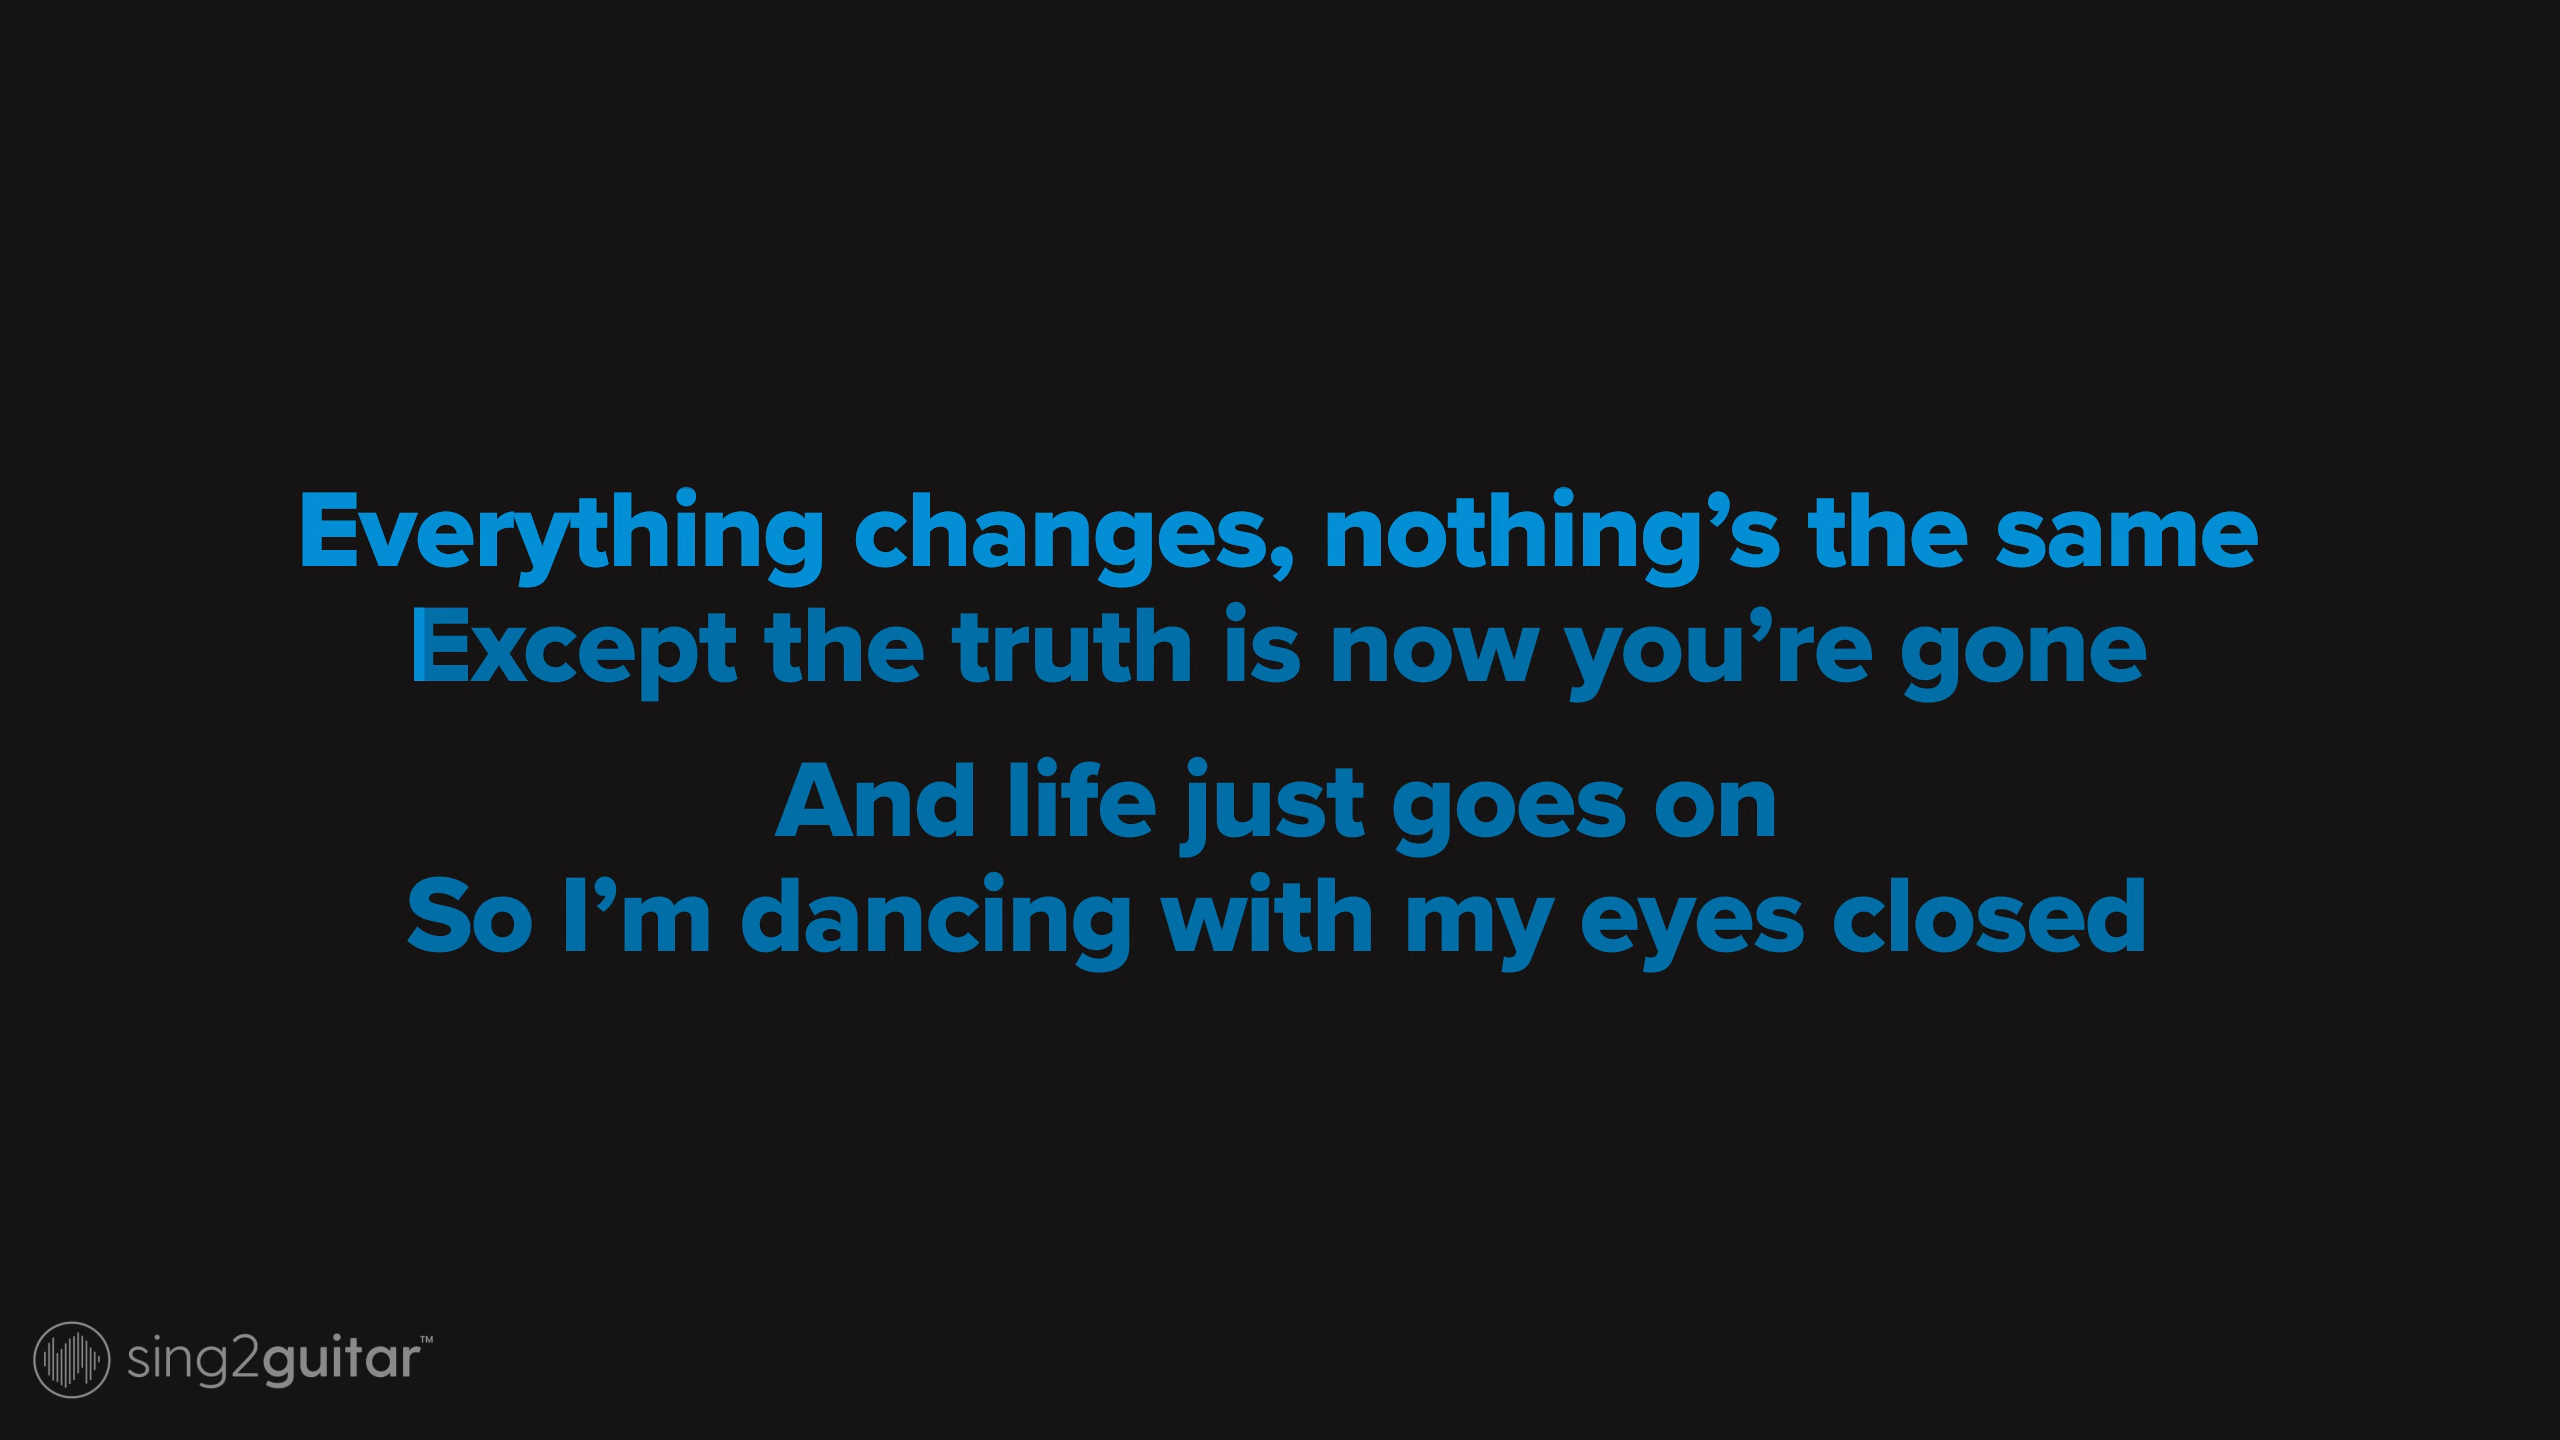 Everything changes, nothing’s the same
Except the truth is now you’re gone
And life just goes on
So I’m dancing with my eyes closed
sing2guitar™